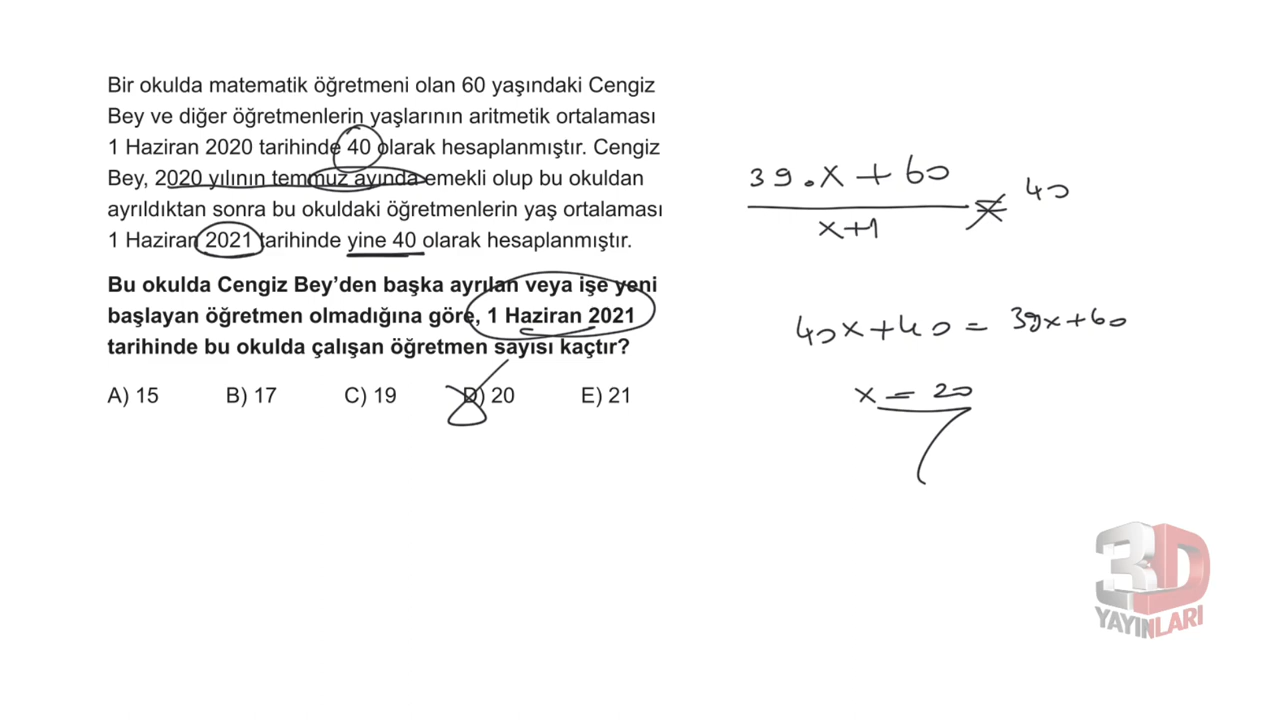 Bir okulda matematik öğretmeni olan 60 yaşındaki Cengiz
Bey ve diğer öğretmenlerin yaşlarının aritmetik ortalaması
1 Haziran 2020 tarihinde 40 olarak hesaplanmıştır. Cengiz
Bey, 2020 yılının temmuz ayında emekli olup bu okuldan
ayrıldıktan sonra bu okuldaki öğretmenlerin yaş ortalaması
1 Haziran 2021 tarihinde yine 40 olarak hesaplanmıştır.
Bu okulda Cengiz Bey'den başka ayrılan veya işe yeni
başlayan öğretmen olmadığına göre, 1 Haziran 2021
tarihinde bu okulda çalışan öğretmen sayısı kaçtır?
A) 15 B) 17 C) 19 D) 20 E) 21
39.x + 60
x+1
= 40
40x+40 = 39x+60
x = 20
3D
YAYINLARI